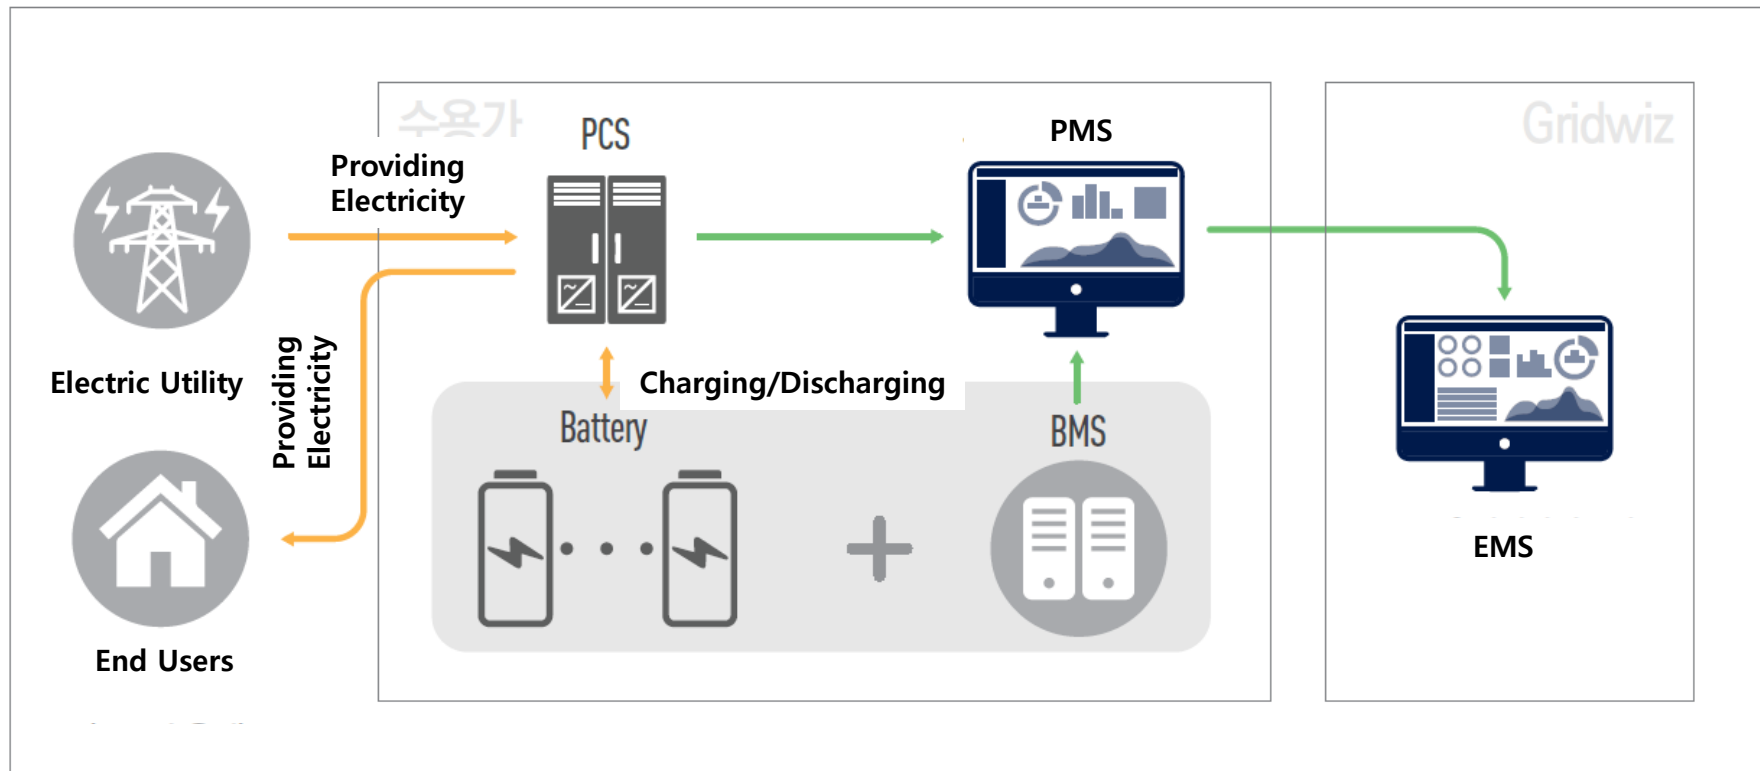 수용가
PCS
PMS
Gridwiz
Providing
Electricity
Electric Utility
Providing
Electricity
Charging/Discharging
Battery
BMS
EMS
End Users